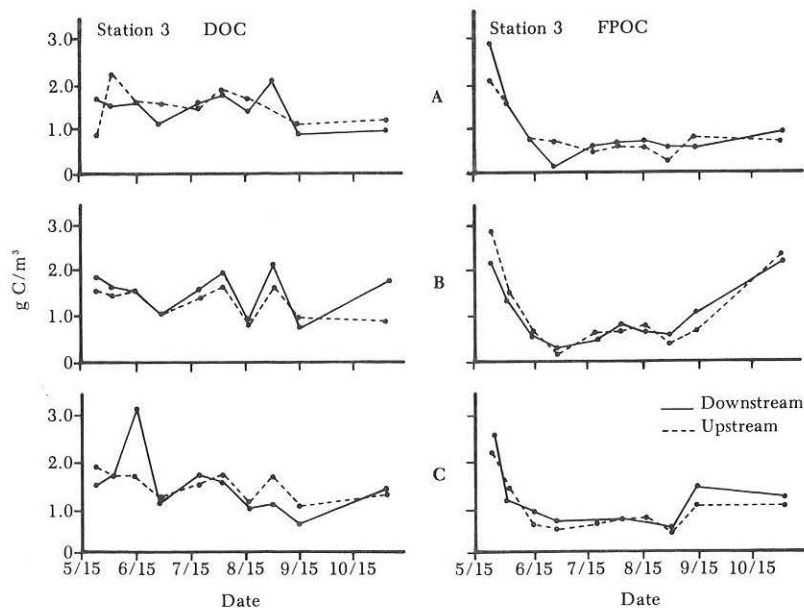 Station 3 DOC
Station 3 FPOC
3.0
2.0
1.0
0
A
g C/m³
3.0
2.0
1.0
0
B
3.0
2.0
1.0
0
C
Downstream
Upstream
5/15 6/15 7/15 8/15 9/15 10/15
5/15 6/15 7/15 8/15 9/15 10/15
Date
Date